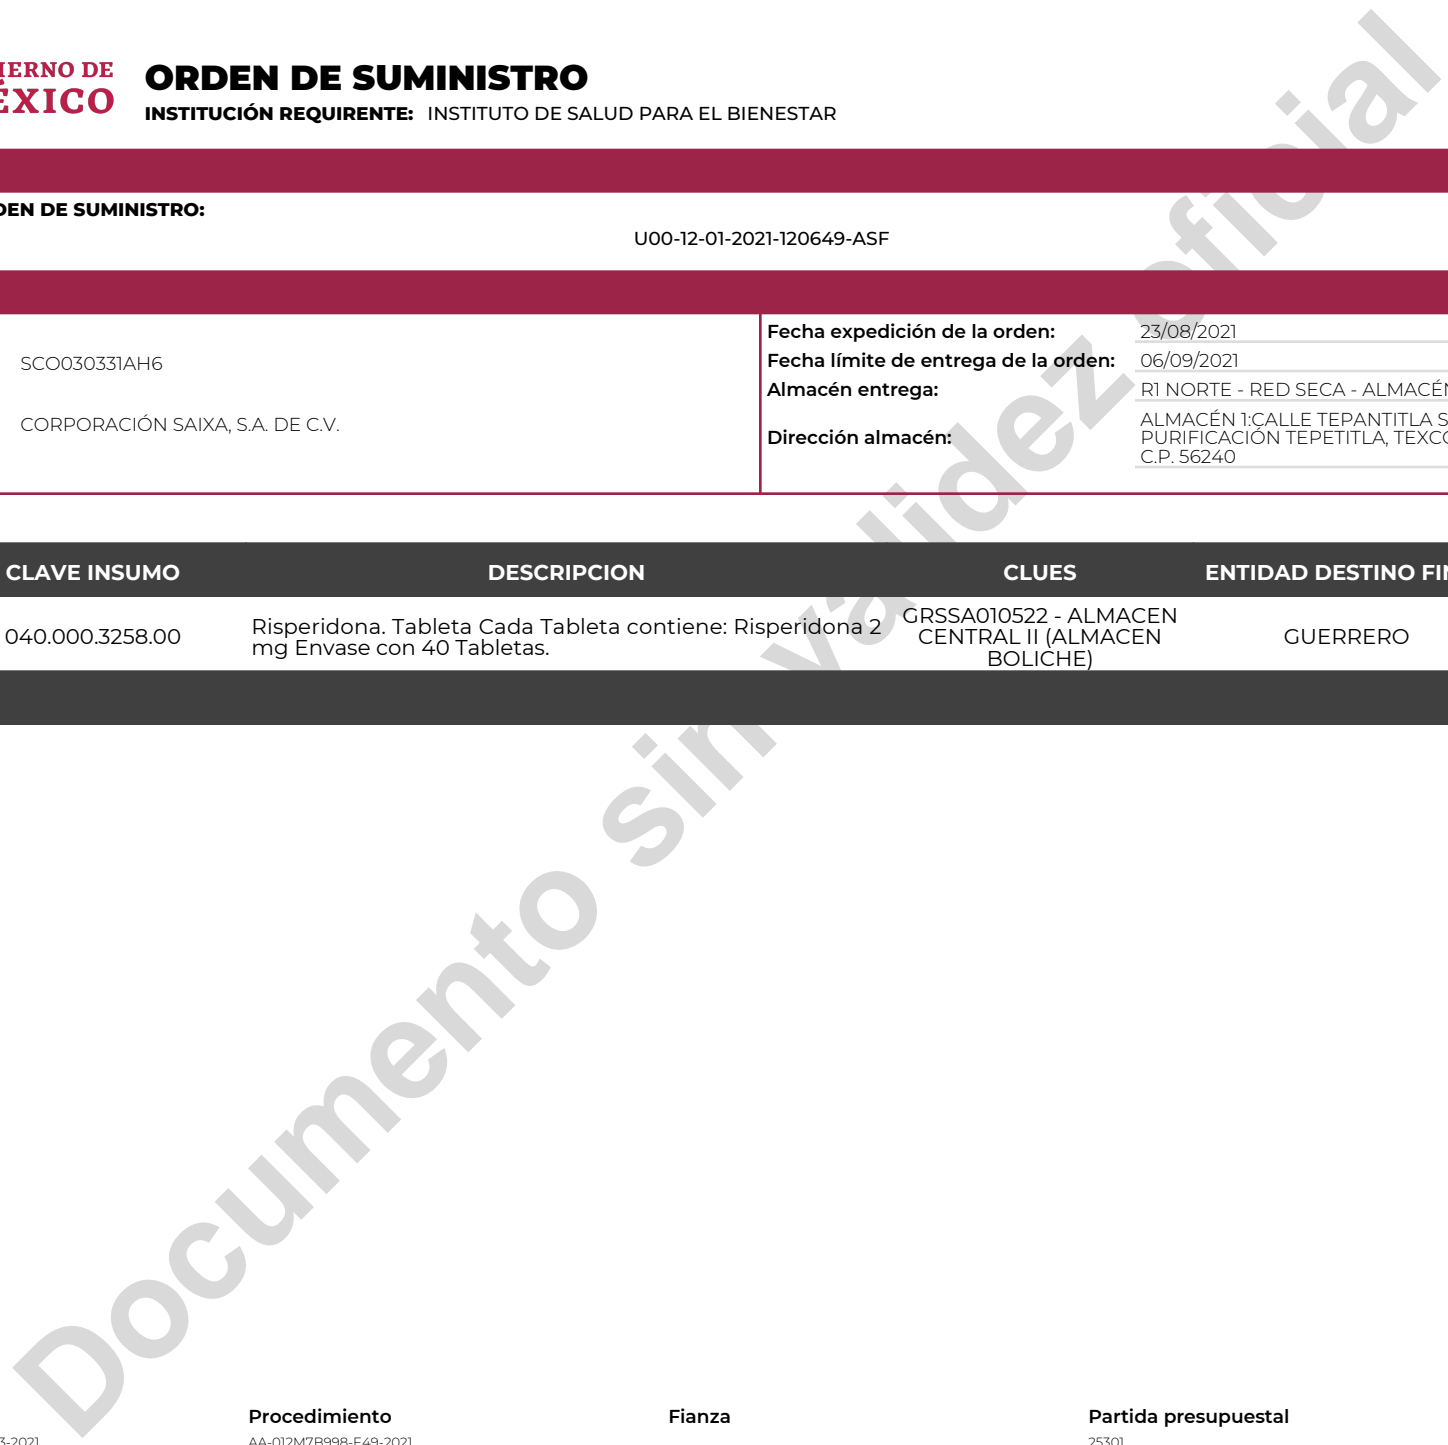 IERNO DE
ÉXICO
ORDEN DE SUMINISTRO
INSTITUCIÓN REQUIRENTE: INSTITUTO DE SALUD PARA EL BIENESTAR
DEN DE SUMINISTRO:
U00-12-01-2021-120649-ASF
SCO030331AH6
CORPORACIÓN SAIXA, S.A. DE C.V.
Fecha expedición de la orden: 23/08/2021
Fecha límite de entrega de la orden: 06/09/2021
Almacén entrega: R1 NORTE - RED SECA - ALMACÉN
Dirección almacén: ALMACÉN 1:CALLE TEPANTITLA S
PURIFICACIÓN TEPETITLA, TEXCO
C.P. 56240
CLAVE INSUMO DESCRIPCION CLUES ENTIDAD DESTINO FIN
040.000.3258.00 Risperidona. Tableta Cada Tableta contiene: Risperidona 2
mg Envase con 40 Tabletas.
GRSSA010522 - ALMACEN
CENTRAL II (ALMACEN
BOLICHE)
GUERRERO
Documento sin validez oficial
Procedimiento Fianza Partida presupuestal
3-2021 AA-012M7B998-E49-2021 25301